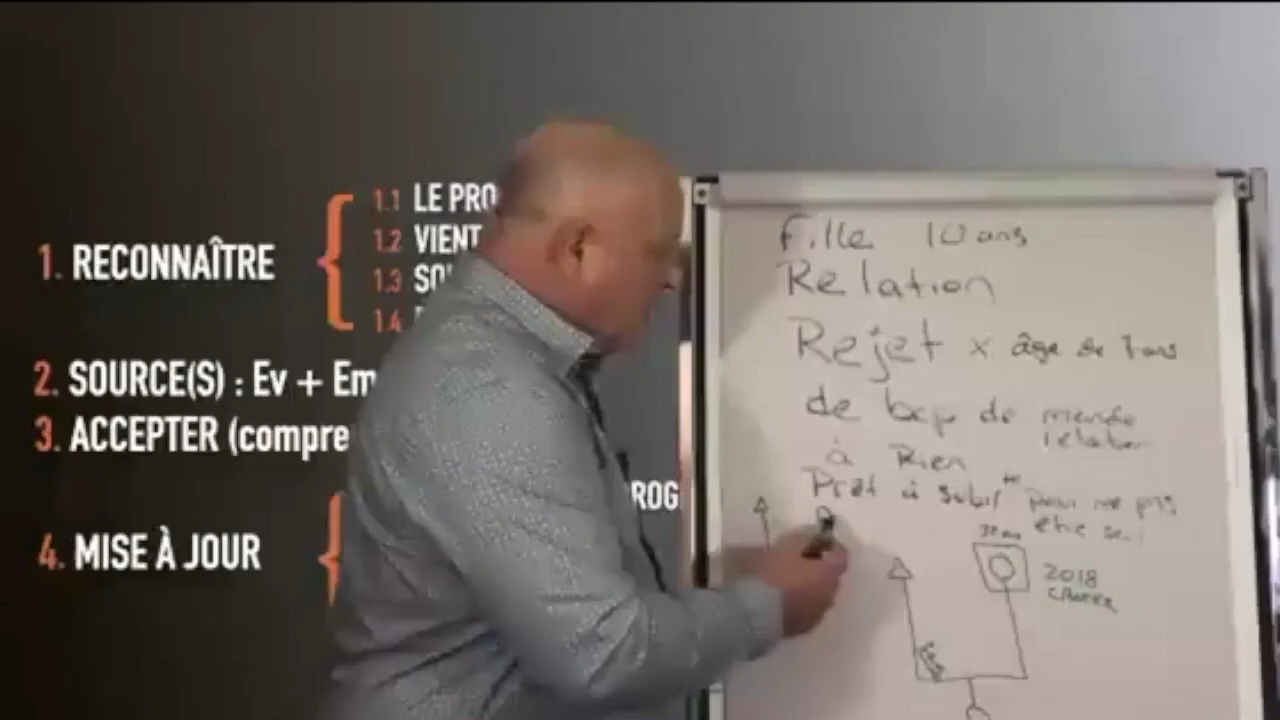 1. RECONNAÎTRE
1.1 LE PRO
1.2 VIENT
1.3 SO
1.4
2. SOURCE(S) : Ev + Em
3. ACCEPTER (compre
ROG
4. MISE À JOUR
Fille 10 ans
Relation
Rejet x âge de 7 ans
de bcp de
à Rien
Prêt à subir pour ne pas
être
2018